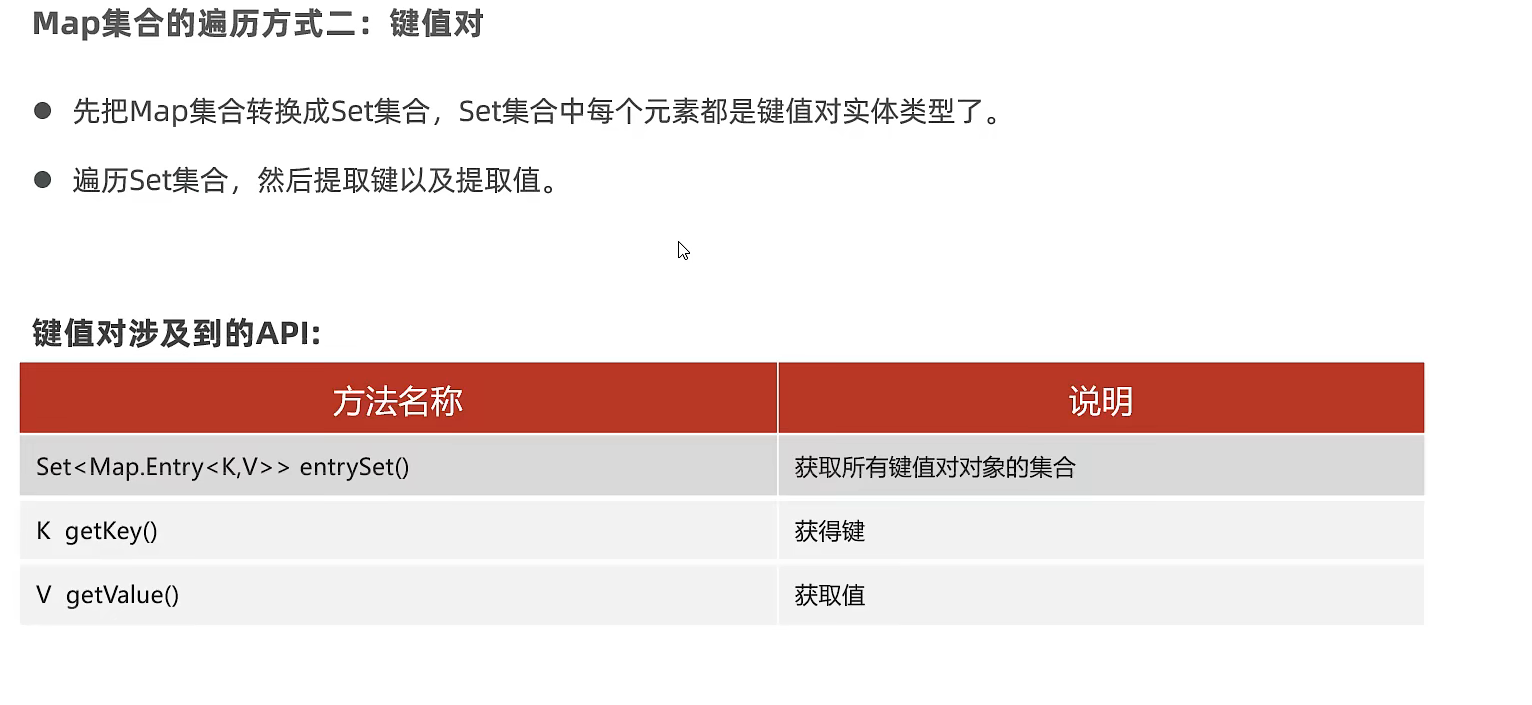 Map集合的遍历方式二：键值对
● 先把Map集合转换成Set集合，Set集合中每个元素都是键值对实体类型了。
● 遍历Set集合，然后提取键以及提取值。
键值对涉及到的API:
方法名称 说明
Set<Map.Entry<K,V>> entrySet() 获取所有键值对对象的集合
K getKey() 获得键
V getValue() 获取值